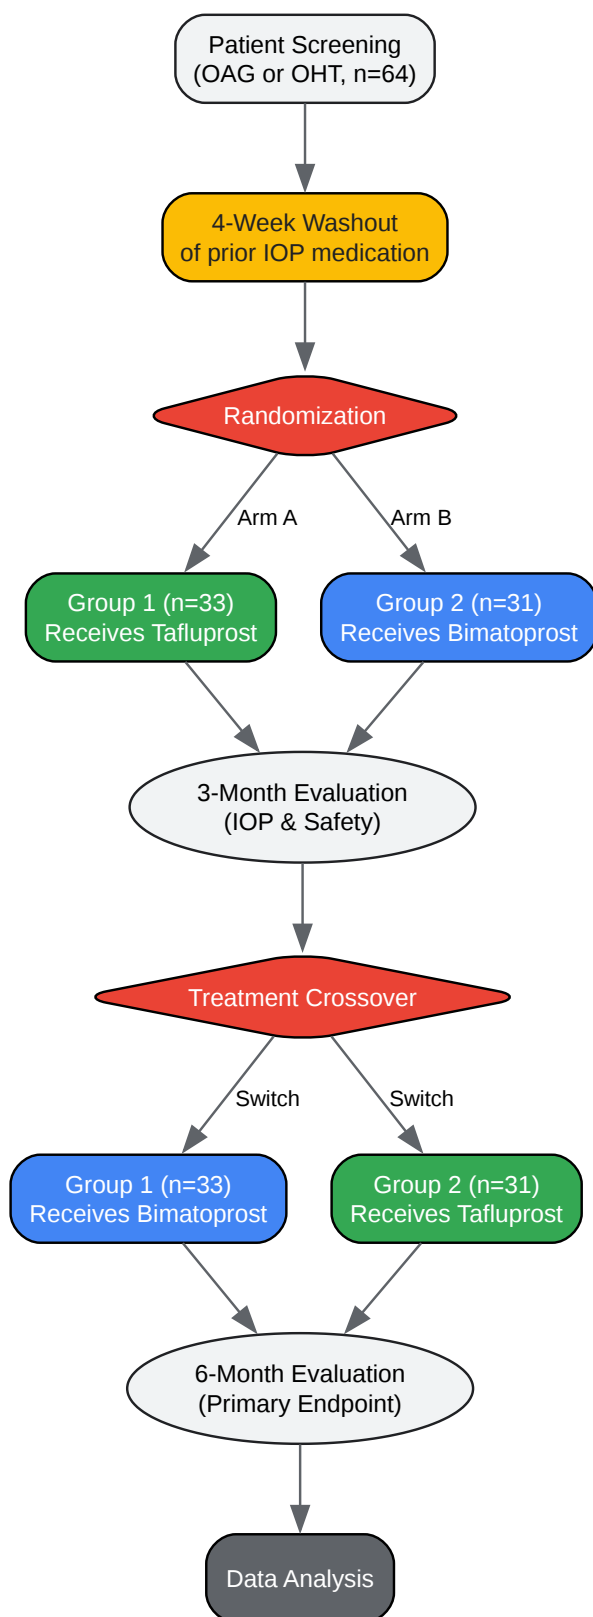 Patient Screening
(OAG or OHT, n=64)
4-Week Washout
of prior IOP medication
Randomization
Arm A
Arm B
Group 1 (n=33)
Receives Tafluprost
Group 2 (n=31)
Receives Bimatoprost
3-Month Evaluation
(IOP & Safety)
Treatment Crossover
Switch
Switch
Group 1 (n=33)
Receives Bimatoprost
Group 2 (n=31)
Receives Tafluprost
6-Month Evaluation
(Primary Endpoint)
Data Analysis